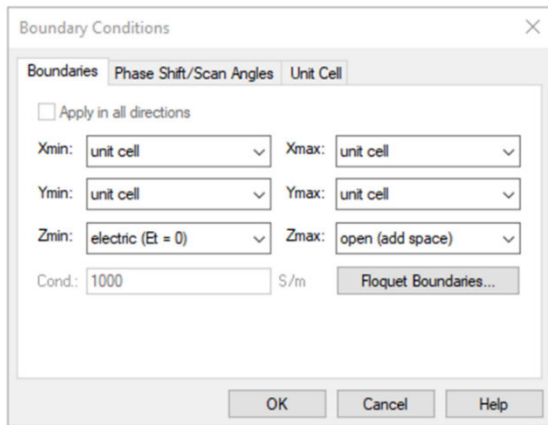 Boundary Conditions
Boundaries Phase Shift/Scan Angles Unit Cell
Apply in all directions
Xmin: unit cell Xmax: unit cell
Ymin: unit cell Ymax: unit cell
Zmin: electric (Et = 0) Zmax: open (add space)
Cond.: 1000 S/m Floquet Boundaries...
OK Cancel Help